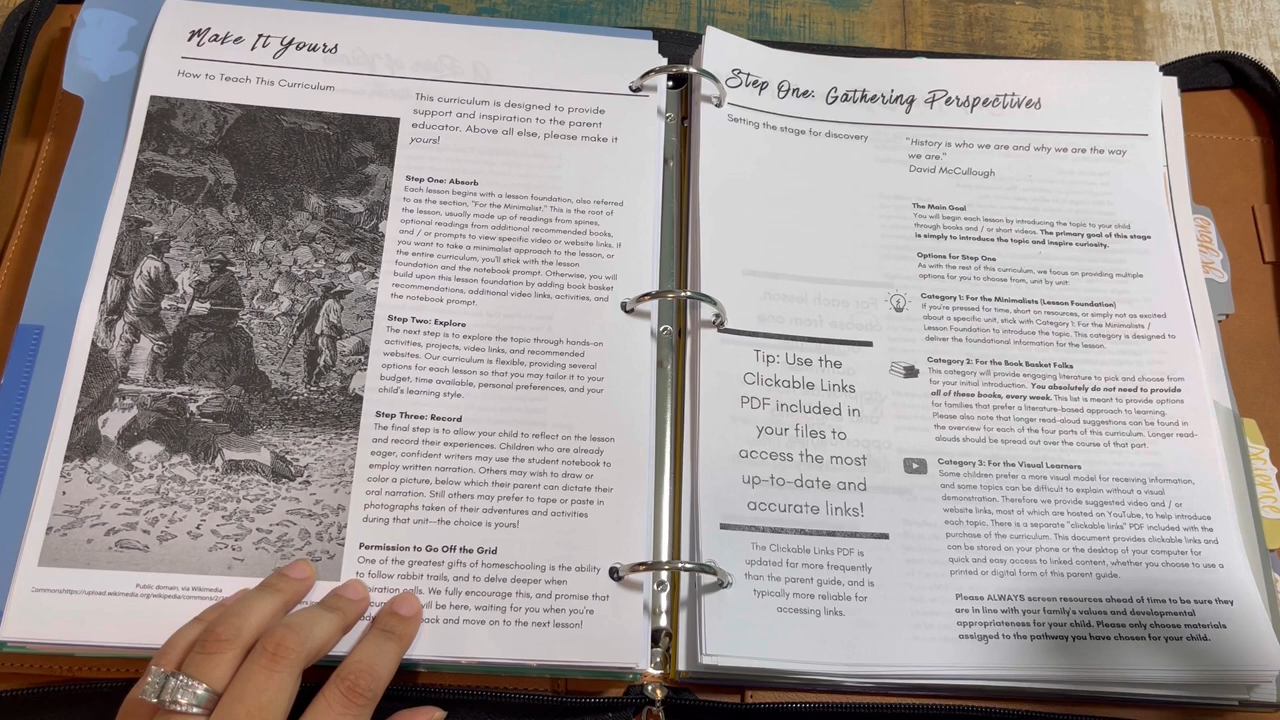 Make It Yours
How to Teach This Curriculum
This curriculum is designed to provide
support and inspiration to the parent
educator. Above all else, please make it
yours!
Step One: Absorb
Each lesson begins with a lesson foundation, also referred
to as the section, "For the Minimalist." This is the root of
the lesson, usually made up of readings from spines,
optional readings from additional recommended books,
and / or prompts to view specific video or website links. If
you want to take a minimalist approach to the lesson, or
the entire curriculum, you'll stick with the lesson
foundation and the notebook prompt. Otherwise, you will
build upon this lesson foundation by adding book basket
recommendations, additional video links, activities, and
the notebook prompt.
Step Two: Explore
The next step is to explore the topic through hands-on
activities, projects, video links, and recommended
websites. Our curriculum is flexible, providing several
options for each lesson so that you may tailor it to your
budget, time available, personal preferences, and your
child's learning style.
Step Three: Record
The final step is to allow your child to reflect on the lesson
and record their experiences. Children who are already
eager, confident writers may use the student notebook to
employ written narration. Others may wish to draw or
color a picture, below which their parent can dictate their
oral narration. Still others may prefer to tape or paste in
photographs taken of their adventures and activities
during that unit—the choice is yours!
Permission to Go Off the Grid
One of the greatest gifts of homeschooling is the ability
to follow rabbit trails, and to delve deeper when
calls. We fully encourage this, and promise that
will be here, waiting for you when you're
back and move on to the next lesson!
Public domain, via Wikimedia
Commonshttps://upload.wikimedia.org/wikipedia/commons/2/
Step One: Gathering Perspectives
Setting the stage for discovery
"History is who we are and why we are the way
we are."
David McCullough
The Main Goal
You will begin each lesson by introducing the topic to your child
through books and / or short videos. The primary goal of this stage
is simply to introduce the topic and inspire curiosity.
Options for Step One
As with the rest of this curriculum, we focus on providing multiple
options for you to choose from, unit by unit:
Category 1: For the Minimalists (Lesson Foundation)
If you're pressed for time, short on resources, or simply not as excited
about a specific unit, stick with Category 1: For the Minimalists /
Lesson Foundation to introduce the topic. This category is designed to
deliver the foundational information for the lesson.
Category 2: For the Book Basket Folks
This category will provide engaging literature to pick and choose from
for your initial introduction. You absolutely do not need to provide
all of these books, every week. This list is meant to provide options
for families that prefer a literature-based approach to learning.
Please also note that longer read-aloud suggestions can be found in
the overview for each of the four parts of this curriculum. Longer read-
alouds should be spread out over the course of that part.
Category 3: For the Visual Learners
Some children prefer a more visual model for receiving information,
and some topics can be difficult to explain without a visual
demonstration. Therefore we provide suggested video and / or
website links, most of which are hosted on YouTube, to help introduce
each topic. There is a separate "clickable links" PDF included with the
purchase of the curriculum. This document provides clickable links and
can be stored on your phone or the desktop of your computer for
quick and easy access to linked content, whether you choose to use a
printed or digital form of this parent guide.
Please ALWAYS screen resources ahead of time to be sure they
are in line with your family's values and developmental
appropriateness for your child. Please only choose materials
assigned to the pathway you have chosen for your child.
Tip: Use the
Clickable Links
PDF included in
your files to
access the most
up-to-date and
accurate links!
The Clickable Links PDF is
updated far more frequently
than the parent guide, and is
typically more reliable for
accessing links.
english